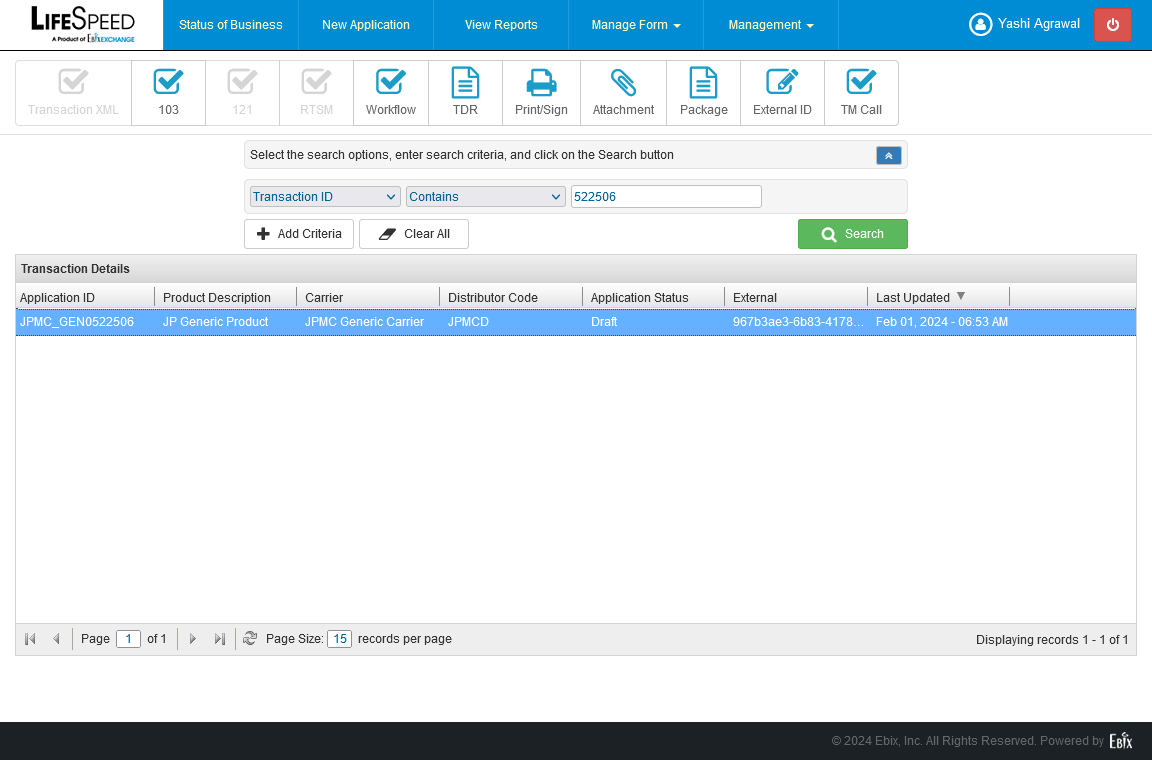 LIFESPEED
A Product of EbixEXCHANGE
Status of Business
New Application
View Reports
Manage Form
Management
Yashi Agrawal
Transaction XML
103
121
RTSM
Workflow
TDR
Print/Sign
Attachment
Package
External ID
TM Call
Select the search options, enter search criteria, and click on the Search button
Transaction ID
Contains
522506
Add Criteria
Clear All
Search
Transaction Details
Application ID
Product Description
Carrier
Distributor Code
Application Status
External
Last Updated
JPMC_GEN0522506
JP Generic Product
JPMC Generic Carrier
JPMCD
Draft
967b3ae3-6b83-4178...
Feb 01, 2024 - 06:53 AM
Page 1 of 1
Page Size: 15 records per page
Displaying records 1 - 1 of 1
© 2024 Ebix, Inc. All Rights Reserved. Powered by Ebix